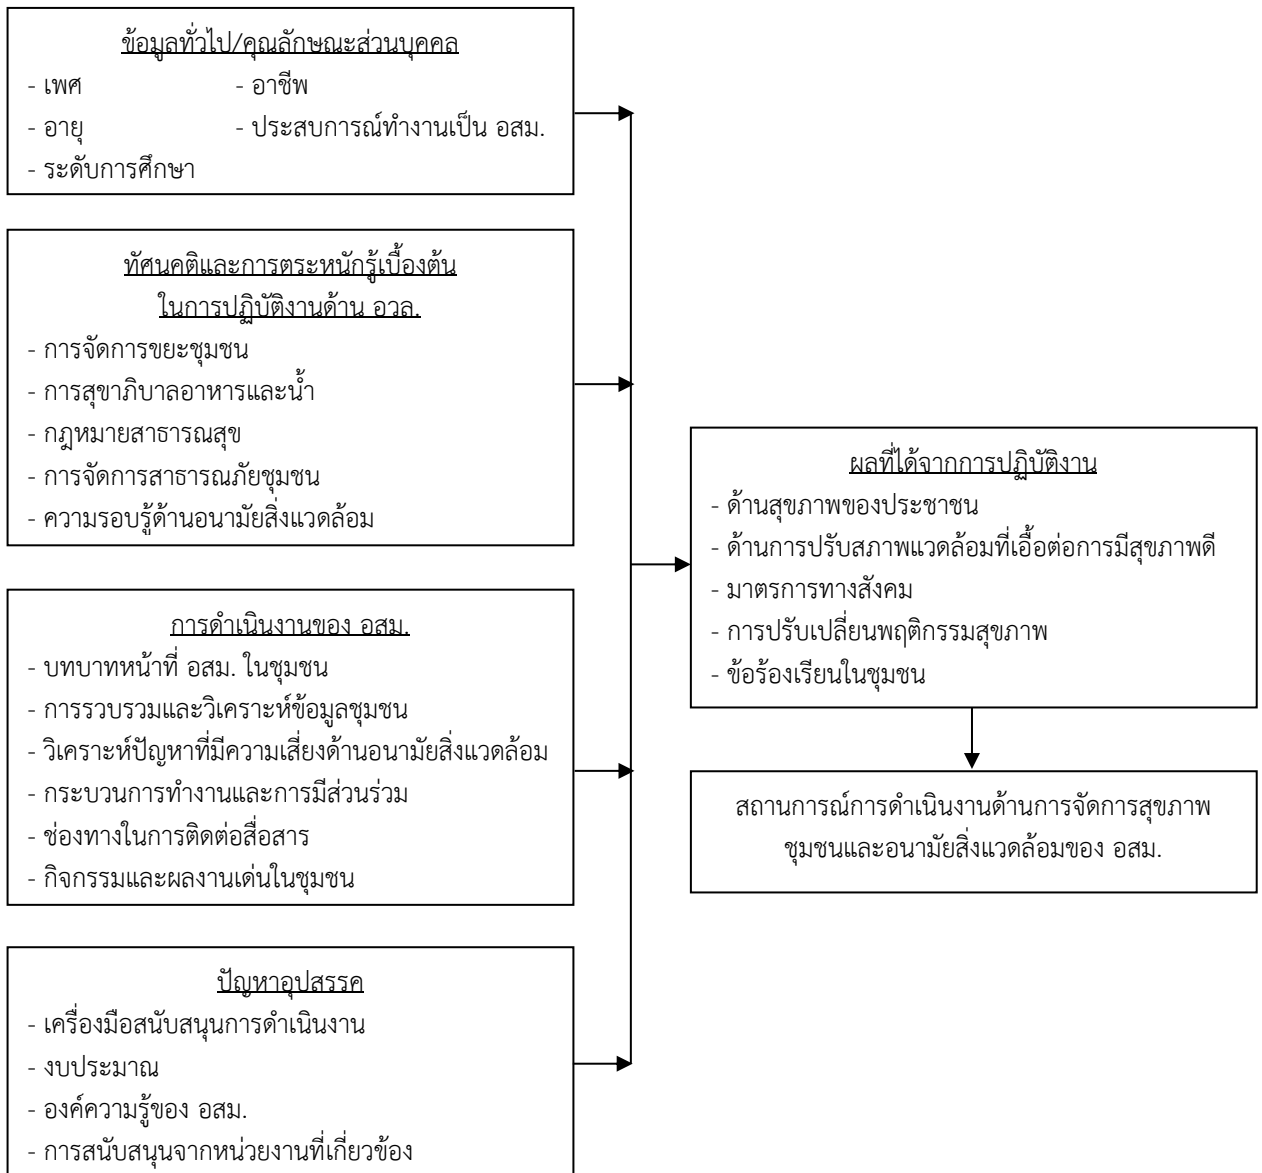 ข้อมูลทั่วไป/คุณลักษณะส่วนบุคคล
- เพศ - อาชีพ
- อายุ - ประสบการณ์ทำงานเป็น อสม.
- ระดับการศึกษา
ทัศนคติและการตระหนักรู้เบื้องต้น
ในการปฏิบัติงานด้าน อวล.
- การจัดการขยะชุมชน
- การสุขาภิบาลอาหารและน้ำ
- กฎหมายสาธารณสุข
- การจัดการสาธารณภัยชุมชน
- ความรอบรู้ด้านอนามัยสิ่งแวดล้อม
การดำเนินงานของ อสม.
- บทบาทหน้าที่ อสม. ในชุมชน
- การรวบรวมและวิเคราะห์ข้อมูลชุมชน
- วิเคราะห์ปัญหาที่มีความเสี่ยงด้านอนามัยสิ่งแวดล้อม
- กระบวนการทำงานและการมีส่วนร่วม
- ช่องทางในการติดต่อสื่อสาร
- กิจกรรมและผลงานเด่นในชุมชน
ปัญหาอุปสรรค
- เครื่องมือสนับสนุนการดำเนินงาน
- งบประมาณ
- องค์ความรู้ของ อสม.
- การสนับสนุนจากหน่วยงานที่เกี่ยวข้อง
ผลที่ได้จากการปฏิบัติงาน
- ด้านสุขภาพของประชาชน
- ด้านการปรับสภาพแวดล้อมที่เอื้อต่อการมีสุขภาพดี
- มาตรการทางสังคม
- การปรับเปลี่ยนพฤติกรรมสุขภาพ
- ข้อร้องเรียนในชุมชน
สถานการณ์การดำเนินงานด้านการจัดการสุขภาพ
ชุมชนและอนามัยสิ่งแวดล้อมของ อสม.